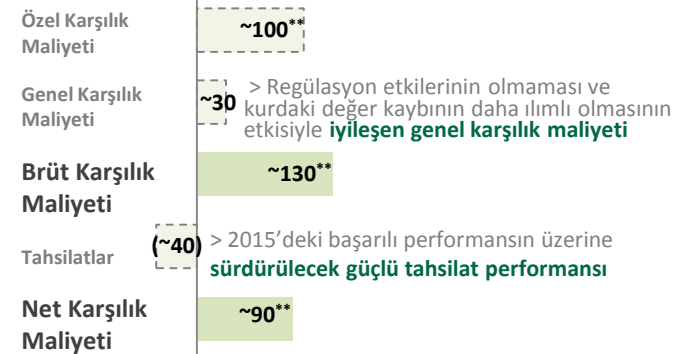 Özel Karşılık
Maliyeti
~100**
Genel Karşılık
Maliyeti
~30
> Regülasyon etkilerinin olmaması ve
kurdaki değer kaybının daha ılımlı olmasının
etkisiyle iyileşen genel karşılık maliyeti
Brüt Karşılık
Maliyeti
~130**
Tahsilatlar
(~40)
> 2015’deki başarılı performansın üzerine
sürdürülecek güçlü tahsilat performansı
Net Karşılık
Maliyeti
~90**